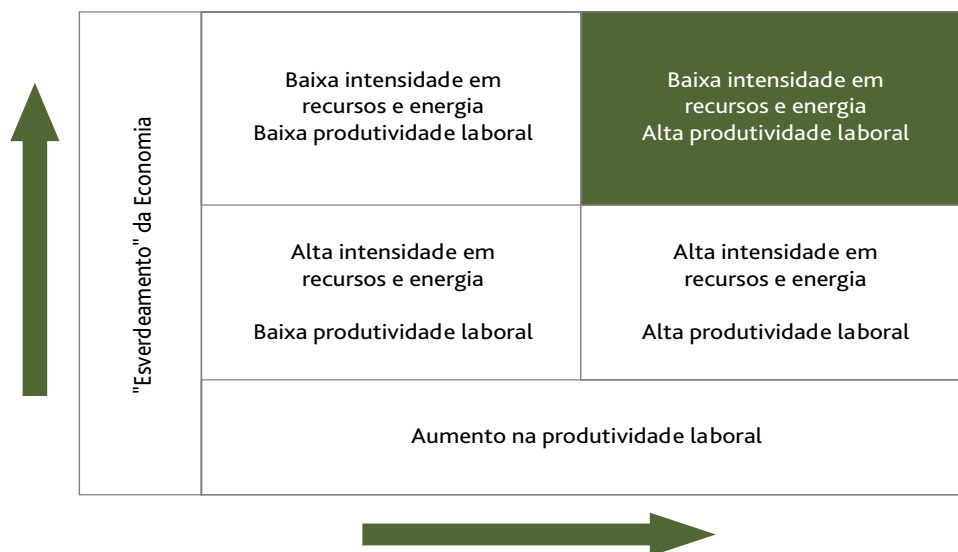 "Esverdeamento" da Economia
Baixa intensidade em
recursos e energia
Baixa produtividade laboral
Baixa intensidade em
recursos e energia
Alta produtividade laboral
Alta intensidade em
recursos e energia
Baixa produtividade laboral
Alta intensidade em
recursos e energia
Alta produtividade laboral
Aumento na produtividade laboral